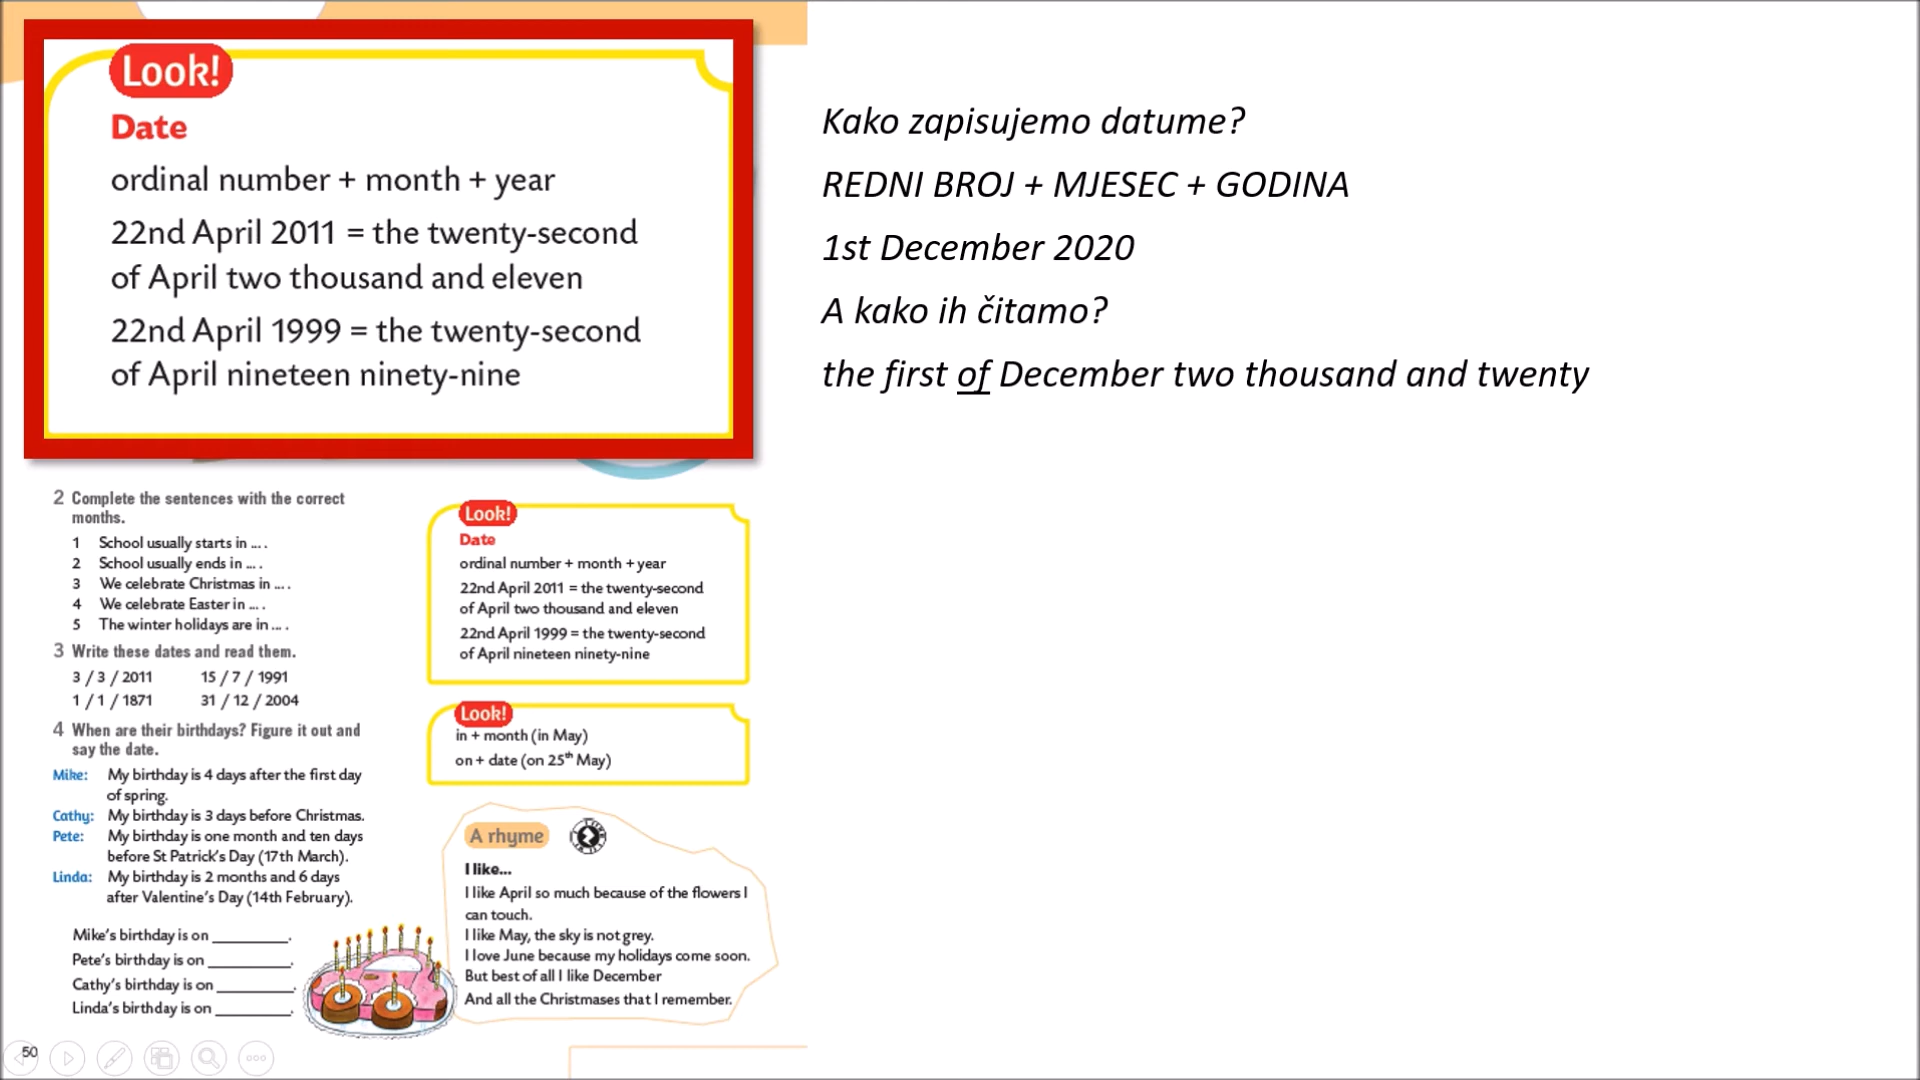 Look!
Date
ordinal number + month + year
22nd April 2011 = the twenty-second
of April two thousand and eleven
22nd April 1999 = the twenty-second
of April nineteen ninety-nine
Kako zapisujemo datume?
REDNI BROJ + MJESEC + GODINA
1st December 2020
A kako ih čitamo?
the first of December two thousand and twenty
2 Complete the sentences with the correct
months.
1 School usually starts in ... .
2 School usually ends in ... .
3 We celebrate Christmas in ... .
4 We celebrate Easter in ... .
5 The winter holidays are in ... .
3 Write these dates and read them.
3 / 3 / 2011 15 / 7 / 1991
1 / 1 / 1871 31 / 12 / 2004
4 When are their birthdays? Figure it out and
say the date.
Mike: My birthday is 4 days after the first day
of spring.
Cathy: My birthday is 3 days before Christmas.
Pete: My birthday is one month and ten days
before St Patrick's Day (17th March).
Linda: My birthday is 2 months and 6 days
after Valentine's Day (14th February).
Mike's birthday is on _________.
Pete's birthday is on __________.
Cathy's birthday is on _________.
Linda's birthday is on _________.
Look!
Date
ordinal number + month + year
22nd April 2011 = the twenty-second
of April two thousand and eleven
22nd April 1999 = the twenty-second
of April nineteen ninety-nine
Look!
in + month (in May)
on + date (on 25th May)
A rhyme
I like...
I like April so much because of the flowers I
can touch.
I like May, the sky is not grey.
I love June because my holidays come soon.
But best of all I like December
And all the Christmases that I remember.
50